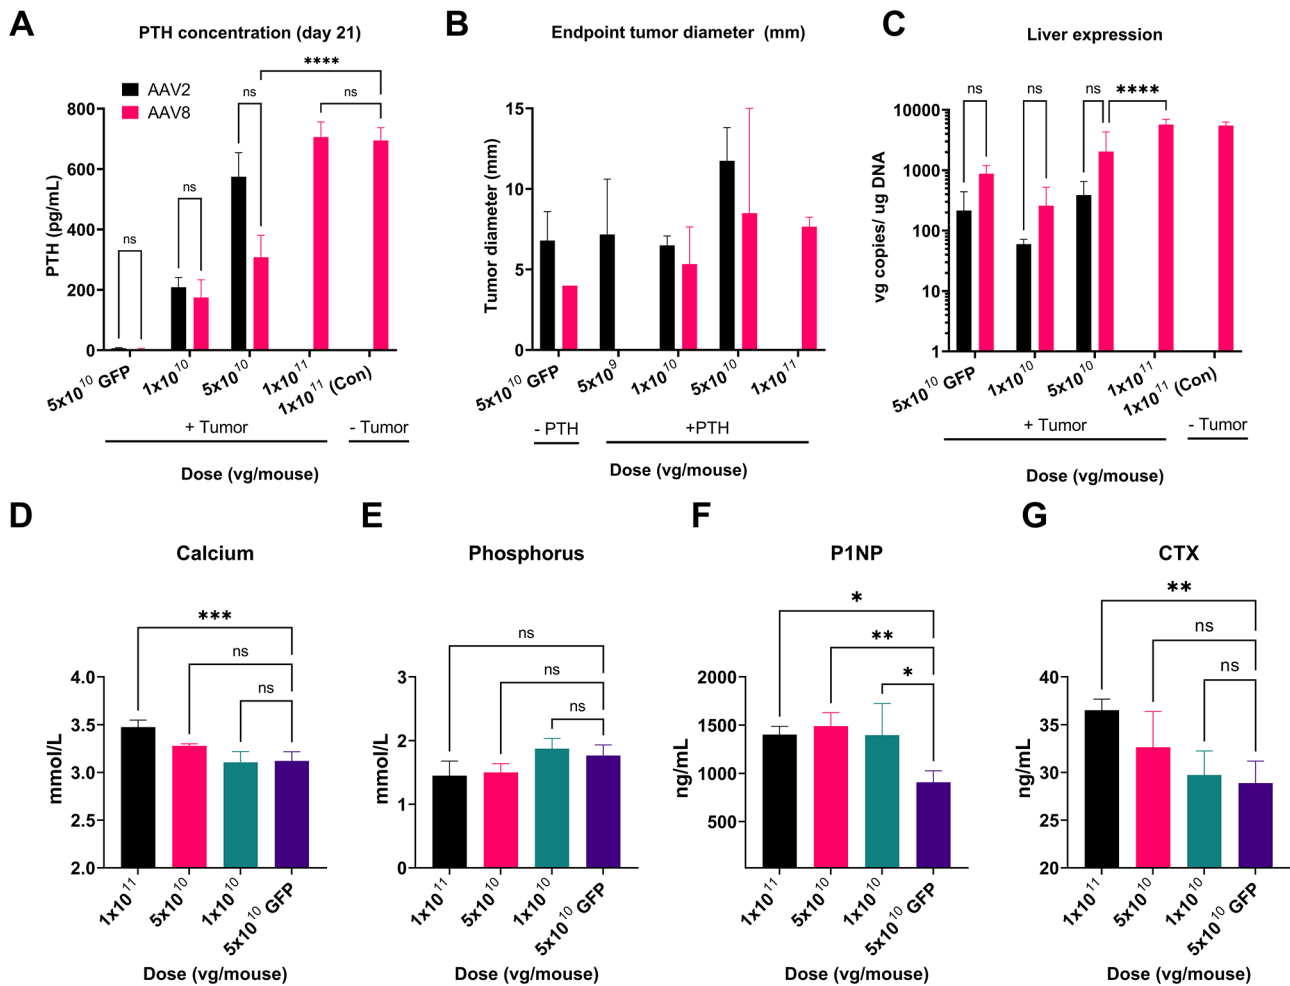 A
PTH concentration (day 21)
AAV2
AAV8
****
ns
ns
ns
ns
PTH (pg/mL)
800
600
400
200
0
5x10^10 GFP
1x10^10
5x10^10
1x10^11
1x10^11 (Con)
+ Tumor
- Tumor
Dose (vg/mouse)
B
Endpoint tumor diameter (mm)
Tumor diameter (mm)
15
10
5
0
5x10^10 GFP
5x10^9
1x10^10
5x10^10
1x10^11
- PTH
+PTH
Dose (vg/mouse)
C
Liver expression
ns
ns
ns
****
vg copies/ ug DNA
10000
1000
100
10
1
5x10^10 GFP
1x10^10
5x10^10
1x10^11
1x10^11 (Con)
+ Tumor
- Tumor
Dose (vg/mouse)
D
Calcium
***
ns
ns
mmol/L
4.0
3.5
3.0
2.5
2.0
1x10^11
5x10^10
1x10^10
5x10^10 GFP
Dose (vg/mouse)
E
Phosphorus
ns
ns
ns
mmol/L
3
2
1
0
1x10^11
5x10^10
1x10^10
5x10^10 GFP
Dose (vg/mouse)
F
P1NP
*
**
*
ng/mL
2000
1500
1000
500
1x10^11
5x10^10
1x10^10
5x10^10 GFP
Dose (vg/mouse)
G
CTX
**
ns
ns
ng/mL
40
35
30
25
20
1x10^11
5x10^10
1x10^10
5x10^10 GFP
Dose (vg/mouse)